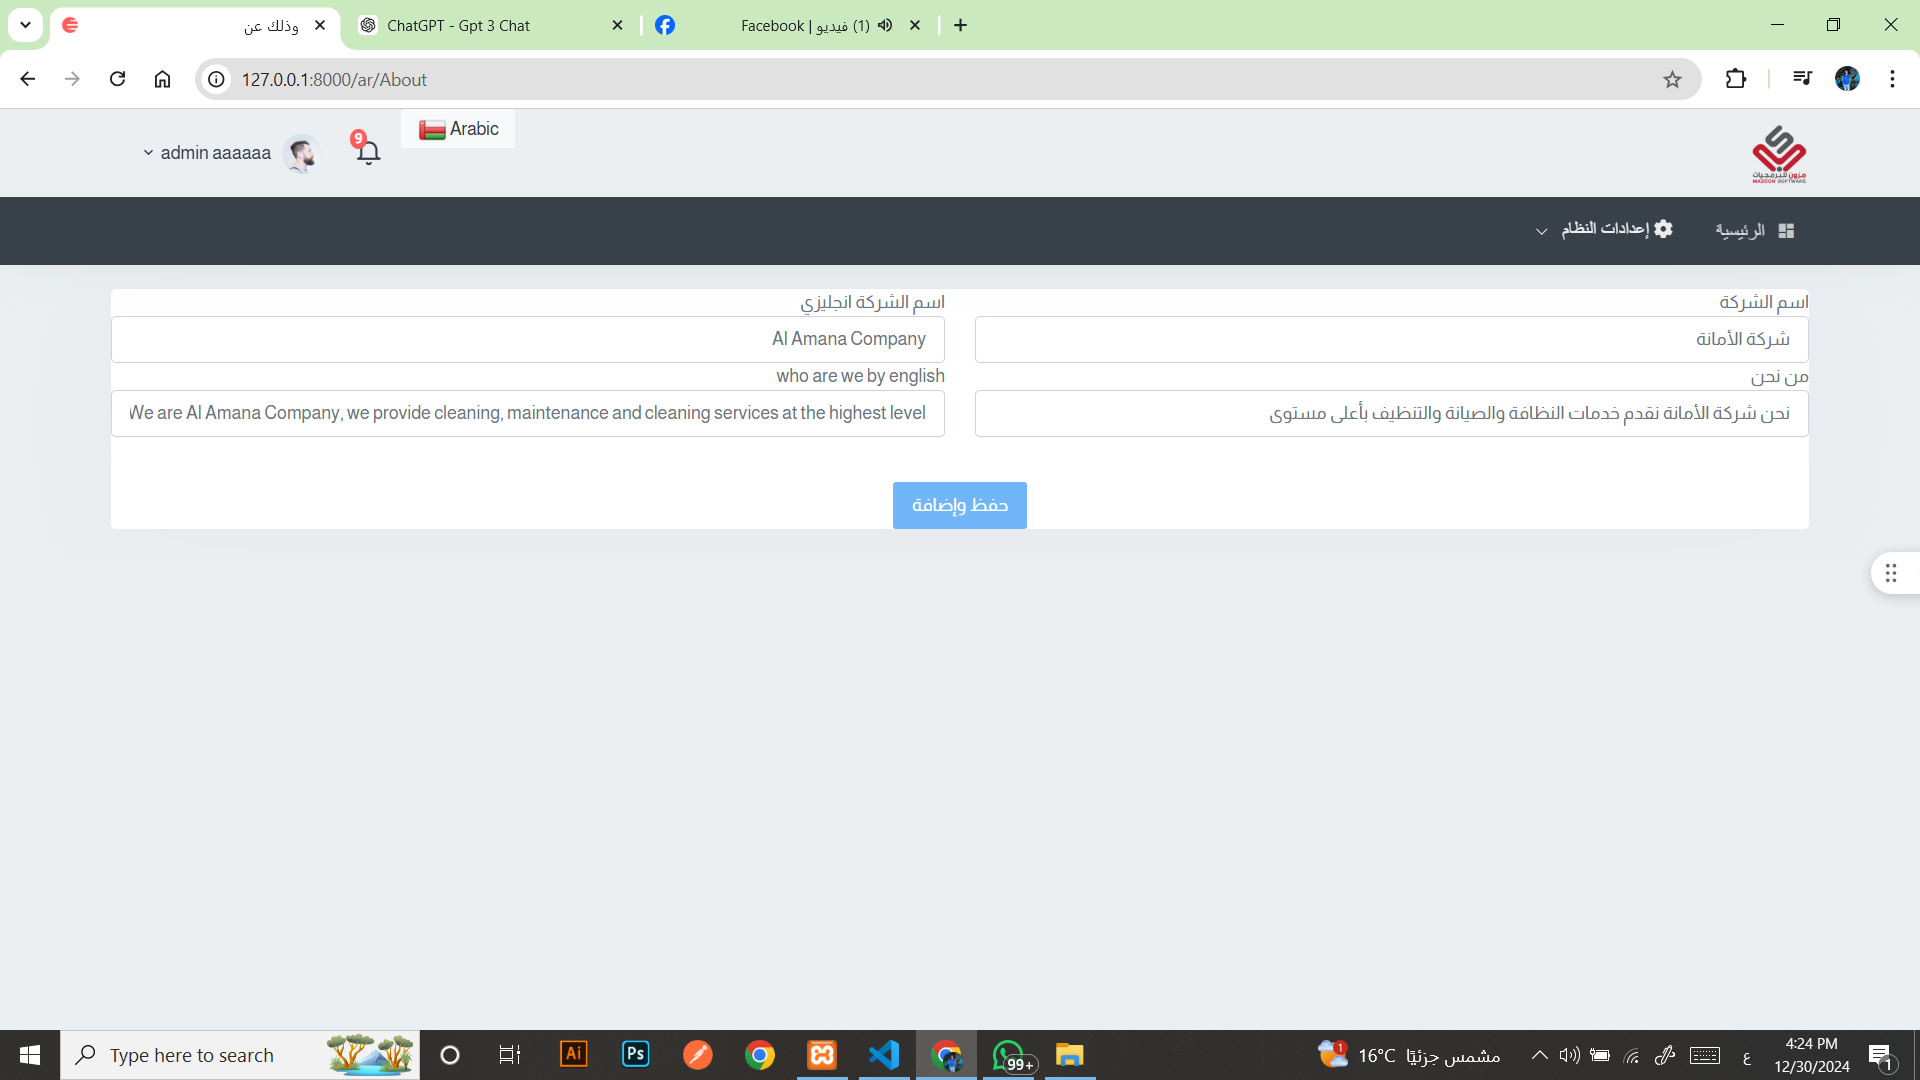 وذلك عن
ChatGPT - Gpt 3 Chat
(1) فيديو | Facebook
127.0.0.1:8000/ar/About
admin aaaaaa
9
Arabic
مزون للبرمجيات
MAZOON SOFTWARE
الرئيسية
إعدادات النظام
اسم الشركة
اسم الشركة انجليزي
شركة الأمانة
Al Amana Company
من نحن
who are we by english
نحن شركة الأمانة نقدم خدمات النظافة والصيانة والتنظيف بأعلى مستوى
We are Al Amana Company, we provide cleaning, maintenance and cleaning services at the highest level
حفظ وإضافة
Type here to search
Ai
Ps
99+
1
16°C مشمس جزئيًا
ع
4:24 PM
12/30/2024
1